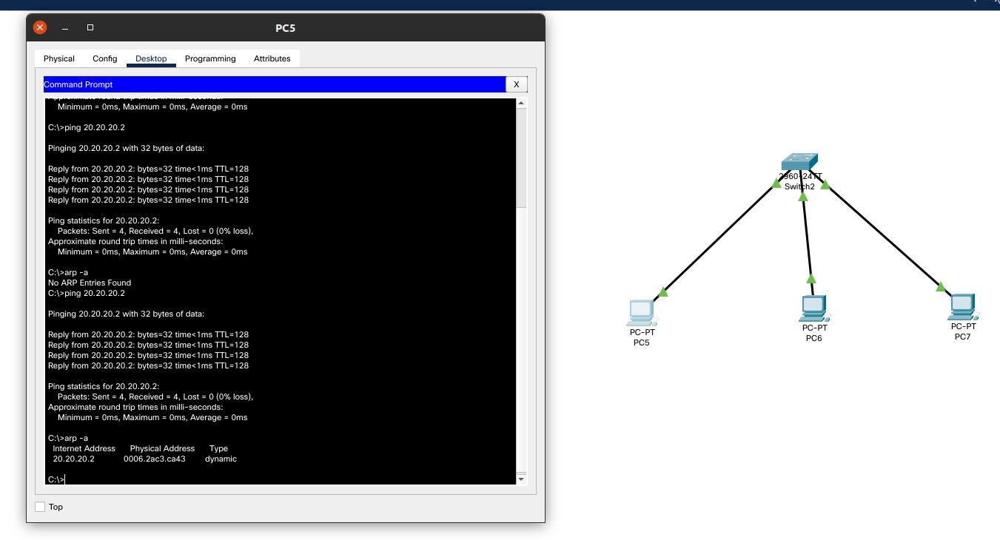 PC5
Physical Config Desktop Programming Attributes
Command Prompt X
Approximate round trip times in milli-seconds:
Minimum = 0ms, Maximum = 0ms, Average = 0ms
C:\>ping 20.20.20.2
Pinging 20.20.20.2 with 32 bytes of data:
Reply from 20.20.20.2: bytes=32 time<1ms TTL=128
Reply from 20.20.20.2: bytes=32 time<1ms TTL=128
Reply from 20.20.20.2: bytes=32 time<1ms TTL=128
Reply from 20.20.20.2: bytes=32 time<1ms TTL=128
Ping statistics for 20.20.20.2:
Packets: Sent = 4, Received = 4, Lost = 0 (0% loss),
Approximate round trip times in milli-seconds:
Minimum = 0ms, Maximum = 0ms, Average = 0ms
C:\>arp -a
No ARP Entries Found
C:\>ping 20.20.20.2
Pinging 20.20.20.2 with 32 bytes of data:
Reply from 20.20.20.2: bytes=32 time<1ms TTL=128
Reply from 20.20.20.2: bytes=32 time<1ms TTL=128
Reply from 20.20.20.2: bytes=32 time<1ms TTL=128
Reply from 20.20.20.2: bytes=32 time<1ms TTL=128
Ping statistics for 20.20.20.2:
Packets: Sent = 4, Received = 4, Lost = 0 (0% loss),
Approximate round trip times in milli-seconds:
Minimum = 0ms, Maximum = 0ms, Average = 0ms
C:\>arp -a
Internet Address Physical Address Type
20.20.20.2 0006.2ac3.ca43 dynamic
C:\>
Top
2960-24TT
Switch2
PC-PT
PC5
PC-PT
PC6
PC-PT
PC7